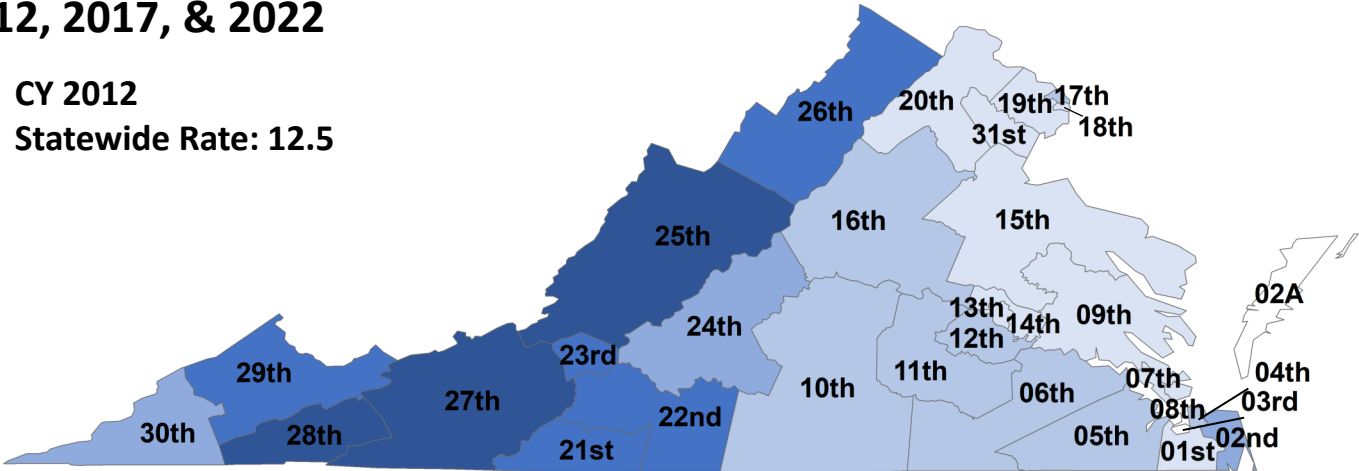 12, 2017, & 2022
CY 2012
Statewide Rate: 12.5
26th
20th
19th
17th
18th
31st
25th
16th
15th
02A
24th
13th
14th
09th
12th
23rd
29th
11th
07th
04th
27th
10th
06th
03rd
08th
22nd
30th
28th
05th
02nd
21st
01st